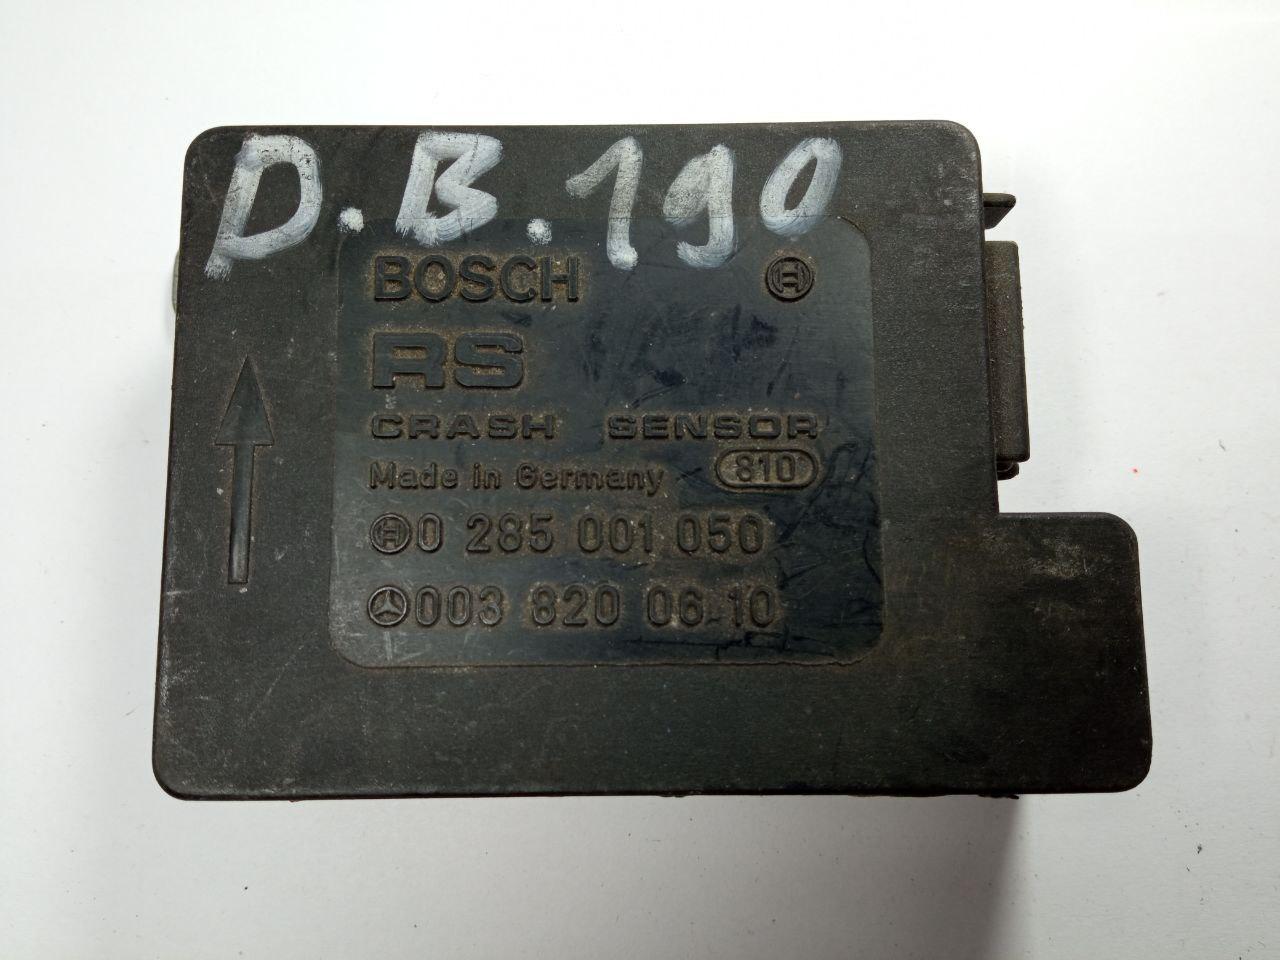 D.B.190
BOSCH
RS
CRASH SENSOR
Made in Germany 810
0 285 001 050
003 820 06 10